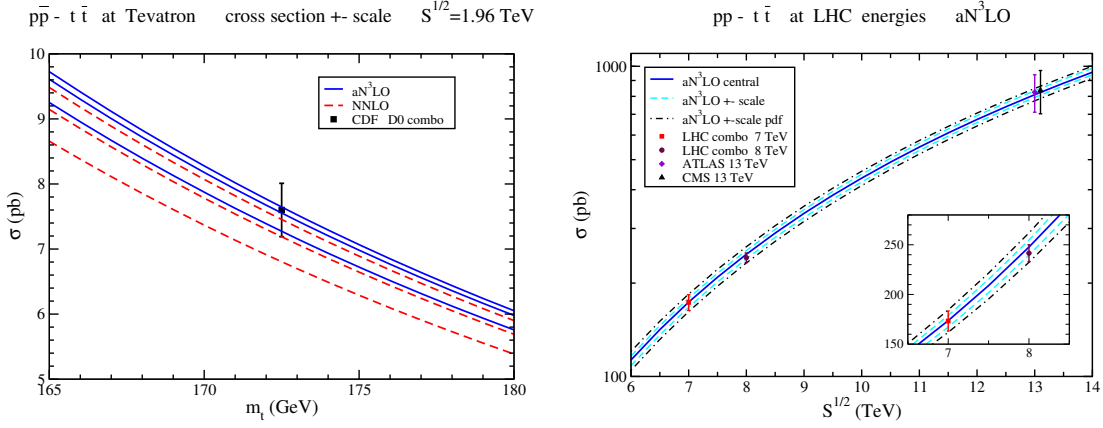 pp̅ - t t̅ at Tevatron cross section +- scale S^1/2=1.96 TeV
10
9
8
7
6
5
σ (pb)
aN³LO
NNLO
CDF D0 combo
165
170
175
180
m_t (GeV)
pp - t t̅ at LHC energies aN³LO
1000
100
σ (pb)
aN³LO central
aN³LO +- scale
aN³LO +-scale pdf
LHC combo 7 TeV
LHC combo 8 TeV
ATLAS 13 TeV
CMS 13 TeV
250
210
180
150
7
8
6
7
8
9
10
11
12
13
14
S^1/2 (TeV)